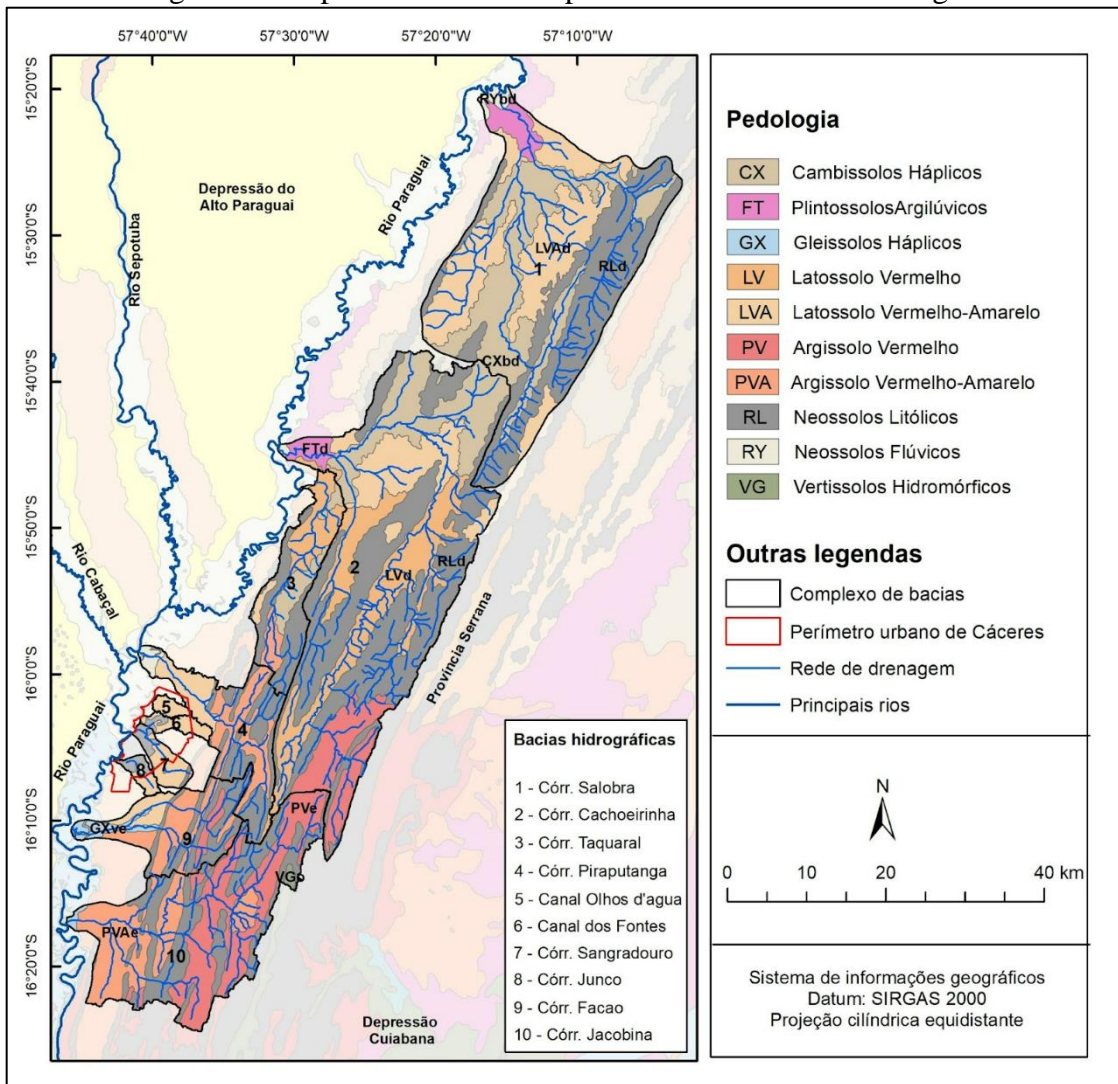 57°40'0"W 57°30'0"W 57°20'0"W 57°10'0"W
15°20'0"S
15°30'0"S
15°40'0"S
15°50'0"S
16°0'0"S
16°10'0"S
16°20'0"S
RYbd
Depressão do
Alto Paraguai
Rio Paraguai
Rio Sepotuba
LVAd
1
RLd
CXbd
FTd
Rio Cabaçal
3
2
LVd
RLd
Província Serrana
5
6
4
Rio Paraguai
7
8
PVe
GXve
9
VGo
PVAe
10
Depressão
Cuiabana
Bacias hidrográficas
1 - Córr. Salobra
2 - Córr. Cachoeirinha
3 - Córr. Taquaral
4 - Córr. Piraputanga
5 - Canal Olhos d'agua
6 - Canal dos Fontes
7 - Córr. Sangradouro
8 - Córr. Junco
9 - Córr. Facao
10 - Córr. Jacobina
Pedologia
CX Cambissolos Háplicos
FT PlintossolosArgilúvicos
GX Gleissolos Háplicos
LV Latossolo Vermelho
LVA Latossolo Vermelho-Amarelo
PV Argissolo Vermelho
PVA Argissolo Vermelho-Amarelo
RL Neossolos Litólicos
RY Neossolos Flúvicos
VG Vertissolos Hidromórficos
Outras legendas
Complexo de bacias
Perímetro urbano de Cáceres
Rede de drenagem
Principais rios
N
0 10 20 40 km
Sistema de informações geográficos
Datum: SIRGAS 2000
Projeção cilíndrica equidistante